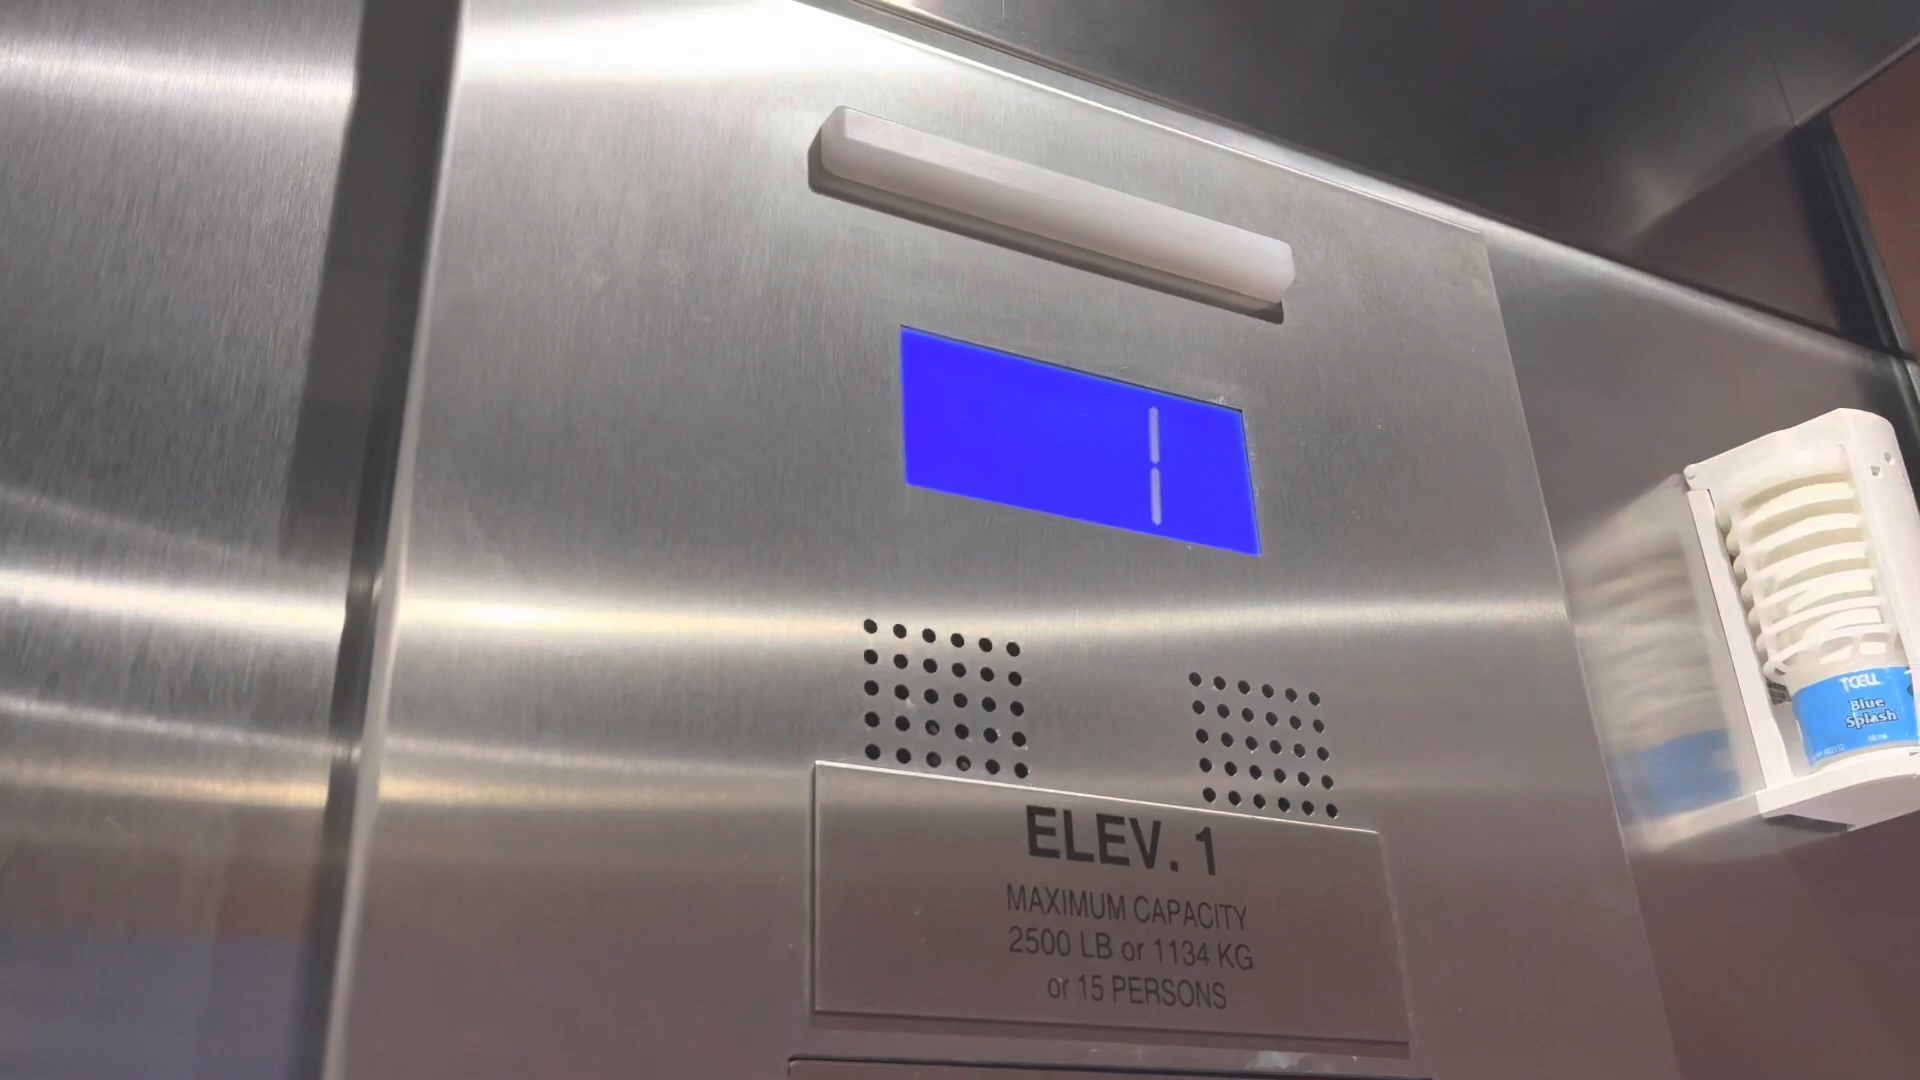 1
ELEV. 1
MAXIMUM CAPACITY
2500 LB or 1134 KG
or 15 PERSONS
TCELL
Blue
Splash